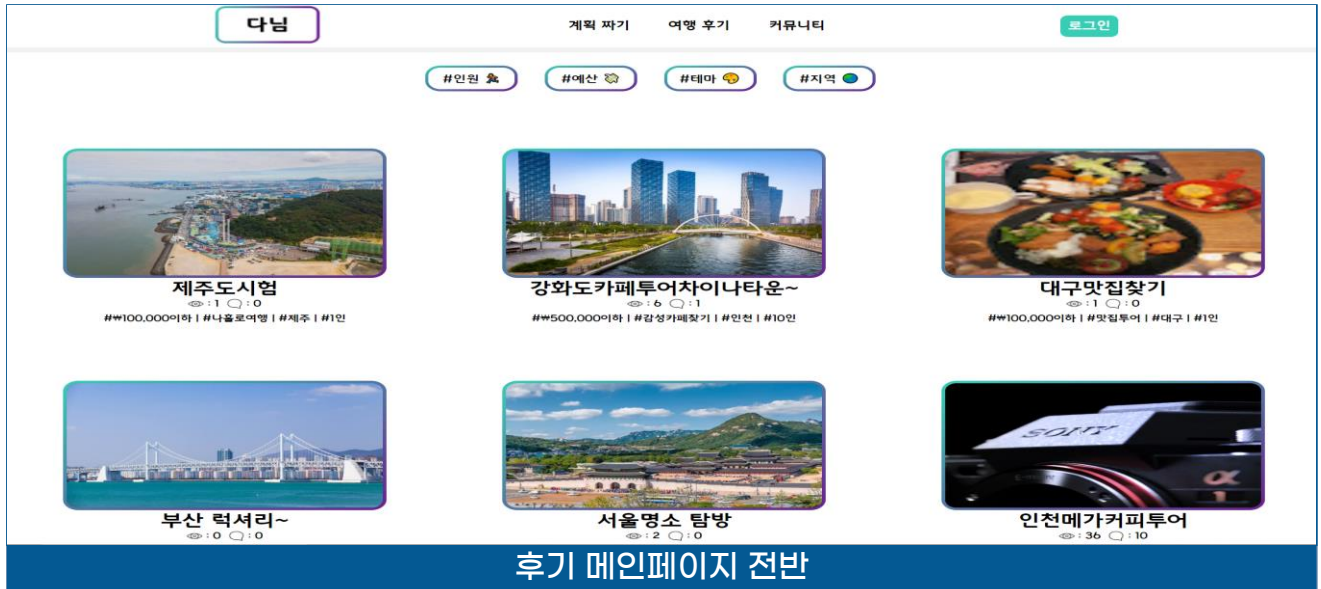 다님
계획 짜기 여행 후기 커뮤니티
로그인
#인원 #예산 #테마 #지역
제주도시험
:1 :0
#₩100,000이하 | #나홀로여행 | #제주 | #1인
강화도카페투어차이나타운~
:6 :1
#₩500,000이하 | #감성카페찾기 | #인천 | #10인
대구맛집찾기
:1 :0
#₩100,000이하 | #맛집투어 | #대구 | #1인
부산 럭셔리~
:0 :0
서울명소 탐방
:2 :0
SONY
α
1
인천메가커피투어
:36 :10
후기 메인페이지 전반